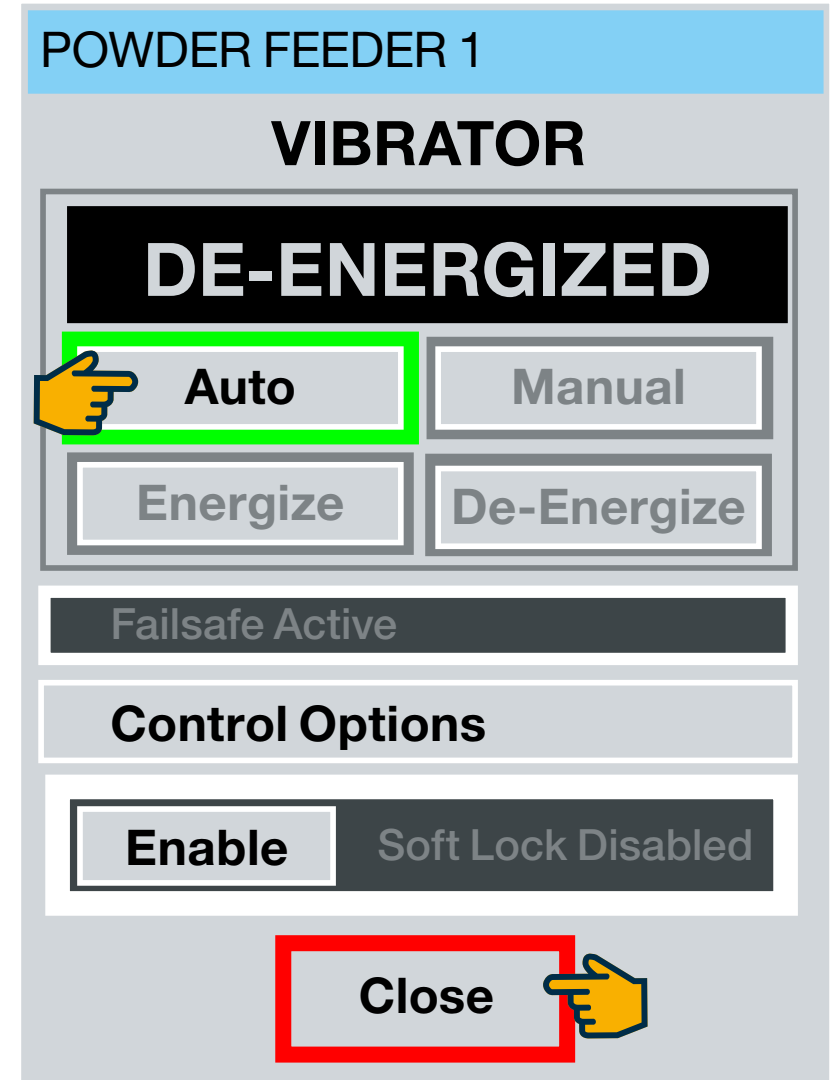 POWDER FEEDER 1
VIBRATOR
DE-ENERGIZED
Auto
Manual
Energize
De-Energize
Failsafe Active
Control Options
Enable
Soft Lock Disabled
Close